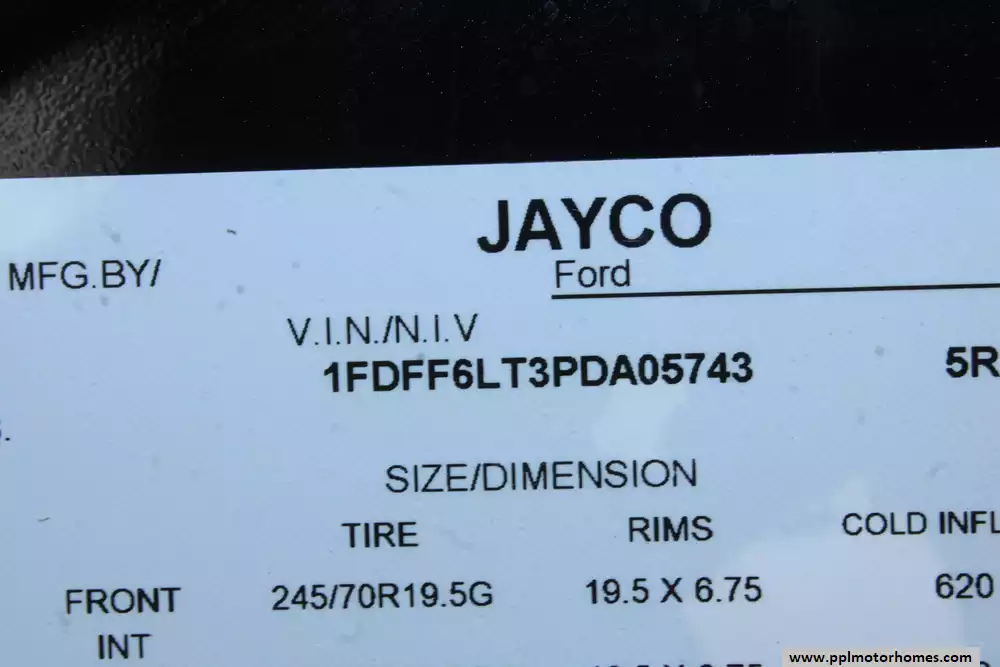 JAYCO
MFG.BY/ Ford
V.I.N./N.I.V
1FDFF6LT3PDA05743 5R
SIZE/DIMENSION
TIRE RIMS COLD INFL
FRONT 245/70R19.5G 19.5 X 6.75 620
INT
www.pplmotorhomes.com